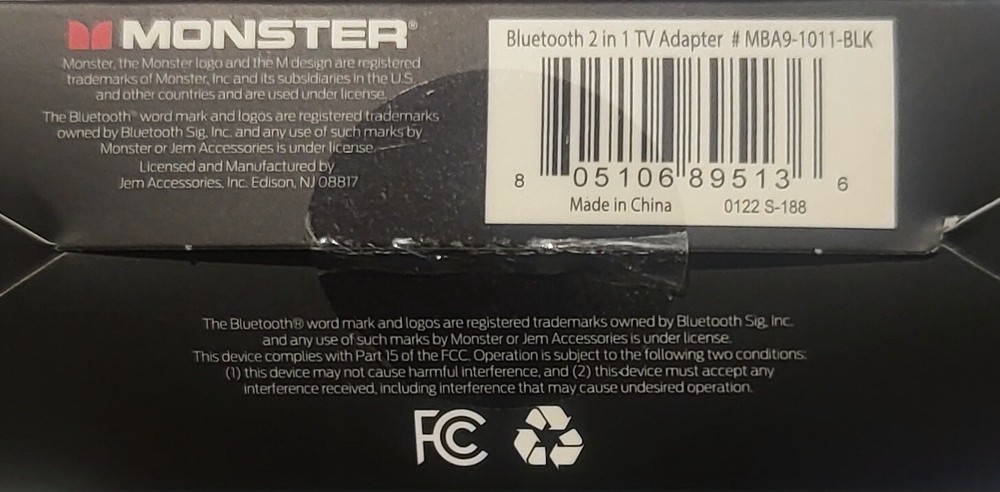 MONSTER®
Monster, the Monster logo and the M design are registered
trademarks of Monster, Inc and its subsidiaries in the U.S.
and other countries and are used under license.
The Bluetooth® word mark and logos are registered trademarks
owned by Bluetooth Sig, Inc. and any use of such marks by
Monster or Jem Accessories is under license.
Licensed and Manufactured by
Jem Accessories, Inc. Edison, NJ 08817
Bluetooth 2 in 1 TV Adapter # MBA9-1011-BLK
8 05106 89513 6
Made in China 0122 S-188
The Bluetooth® word mark and logos are registered trademarks owned by Bluetooth Sig, Inc.
and any use of such marks by Monster or Jem Accessories is under license.
This device complies with Part 15 of the FCC. Operation is subject to the following two conditions:
(1) this device may not cause harmful interference, and (2) this device must accept any
interference received, including interference that may cause undesired operation.
FC